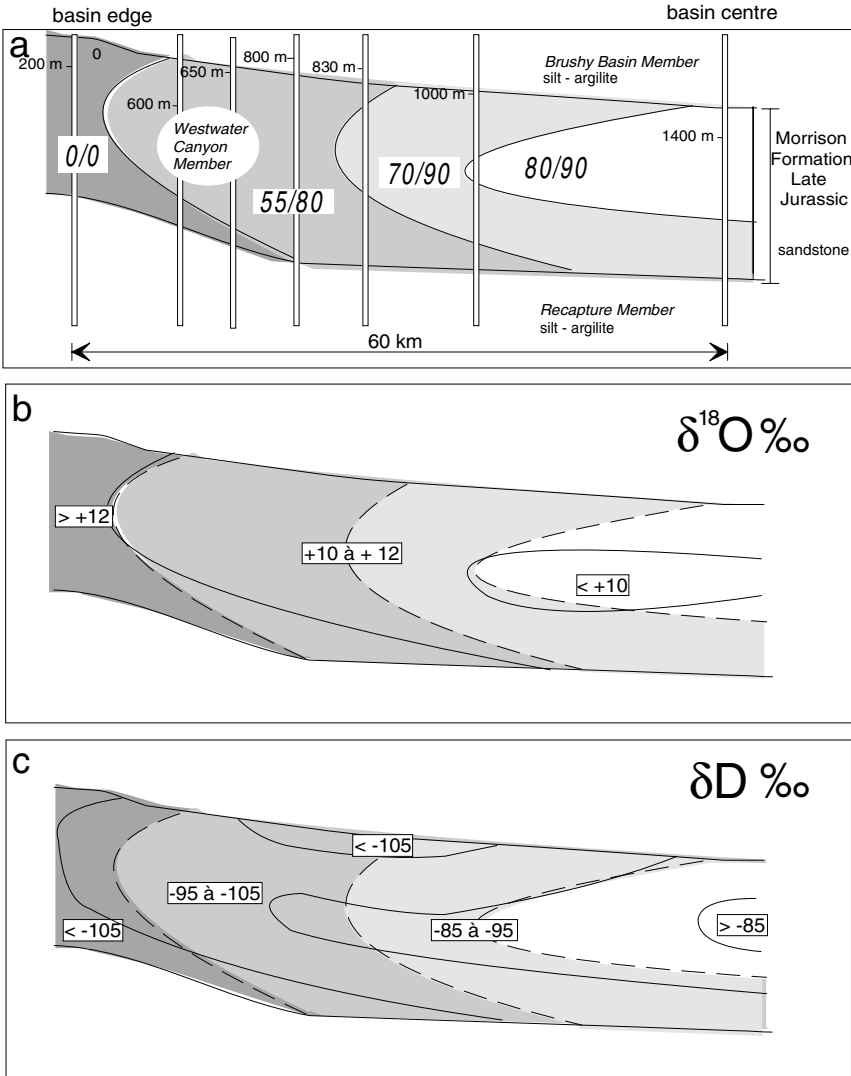 basin edge
basin centre
a
0
200 m
650 m
800 m
830 m
600 m
1000 m
1400 m
Brushy Basin Member
silt - argilite
Westwater
Canyon
Member
0/0
55/80
70/90
80/90
Morrison
Formation
Late
Jurassic
sandstone
Recapture Member
silt - argilite
60 km
b
δ18O ‰
> +12
+10 à + 12
< +10
c
δD ‰
< -105
-95 à -105
< -105
-85 à -95
> -85